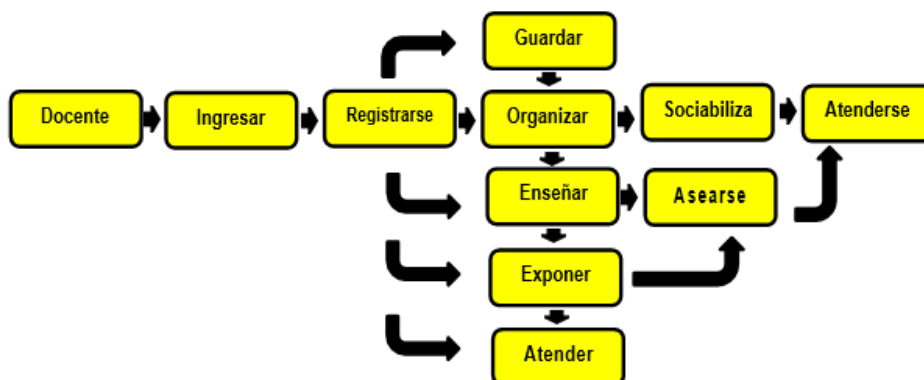 Guardar
Docente
Ingresar
Registrarse
Organizar
Sociabiliza
Atenderse
Enseñar
Asearse
Exponer
Atender